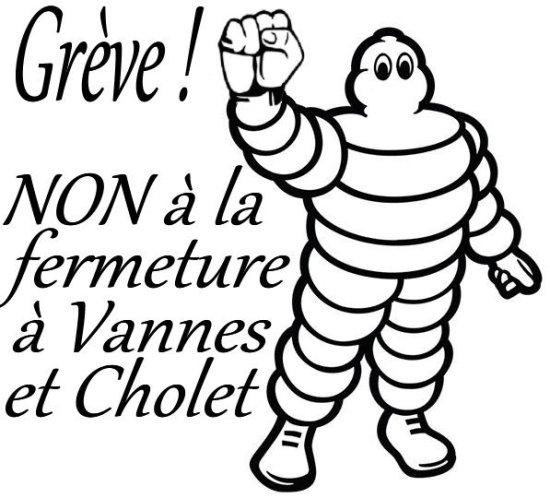 Grève !
NON à la
fermeture
à Vannes
et Cholet